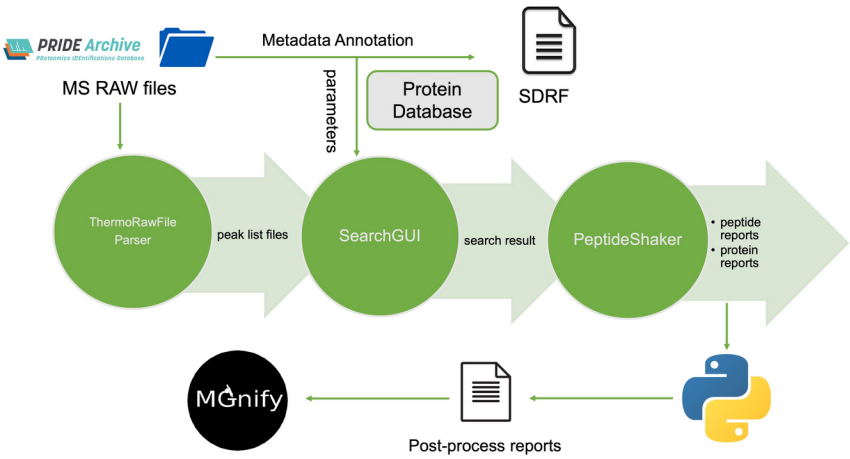 PRIDE Archive
PRoteomics IDEntifications Database
Metadata Annotation
MS RAW files
parameters
Protein
Database
SDRF
ThermoRawFile
Parser
peak list files
SearchGUI
search result
PeptideShaker
• peptide
reports
• protein
reports
MGnify
Post-process reports